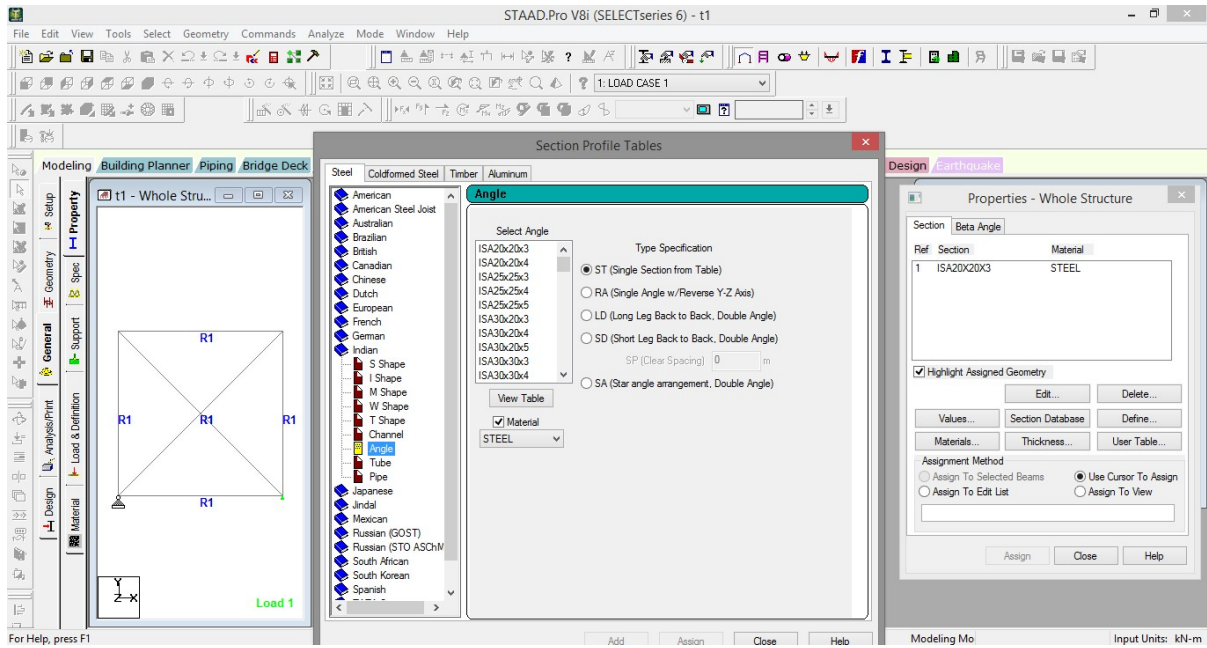 STAAD.Pro V8i (SELECTseries 6) - t1
File Edit View Tools Select Geometry Commands Analyze Mode Window Help
1: LOAD CASE 1
Modeling Building Planner Piping Bridge Deck
Design Earthquake
Setup
Geometry
General
Analysis/Print
Design
Property
Spec
Support
Load & Definition
Material
t1 - Whole Stru...
R1
R1 R1 R1
R1
Y
Z X
Load 1
Section Profile Tables
Steel Coldformed Steel Timber Aluminum
American
American Steel Joist
Australian
Brazilian
British
Canadian
Chinese
Dutch
European
French
German
Indian
S Shape
I Shape
M Shape
W Shape
T Shape
Channel
Angle
Tube
Pipe
Japanese
Jindal
Mexican
Russian (GOST)
Russian (STO ASChM
South African
South Korean
Spanish
Angle
Select Angle
ISA20x20x3
ISA20x20x4
ISA25x25x3
ISA25x25x4
ISA25x25x5
ISA30x20x3
ISA30x20x4
ISA30x20x5
ISA30x30x3
ISA30x30x4
View Table
Material
STEEL
Type Specification
ST (Single Section from Table)
RA (Single Angle w/Reverse Y-Z Axis)
LD (Long Leg Back to Back, Double Angle)
SD (Short Leg Back to Back, Double Angle)
SP (Clear Spacing) 0 m
SA (Star angle arrangement, Double Angle)
Add Assign Close Help
Properties - Whole Structure
Section Beta Angle
Ref Section Material
1 ISA20X20X3 STEEL
Highlight Assigned Geometry
Edit... Delete...
Values... Section Database Define...
Materials... Thickness... User Table...
Assignment Method
Assign To Selected Beams Use Cursor To Assign
Assign To Edit List Assign To View
Assign Close Help
For Help, press F1
Modeling Mo
Input Units: kN-m